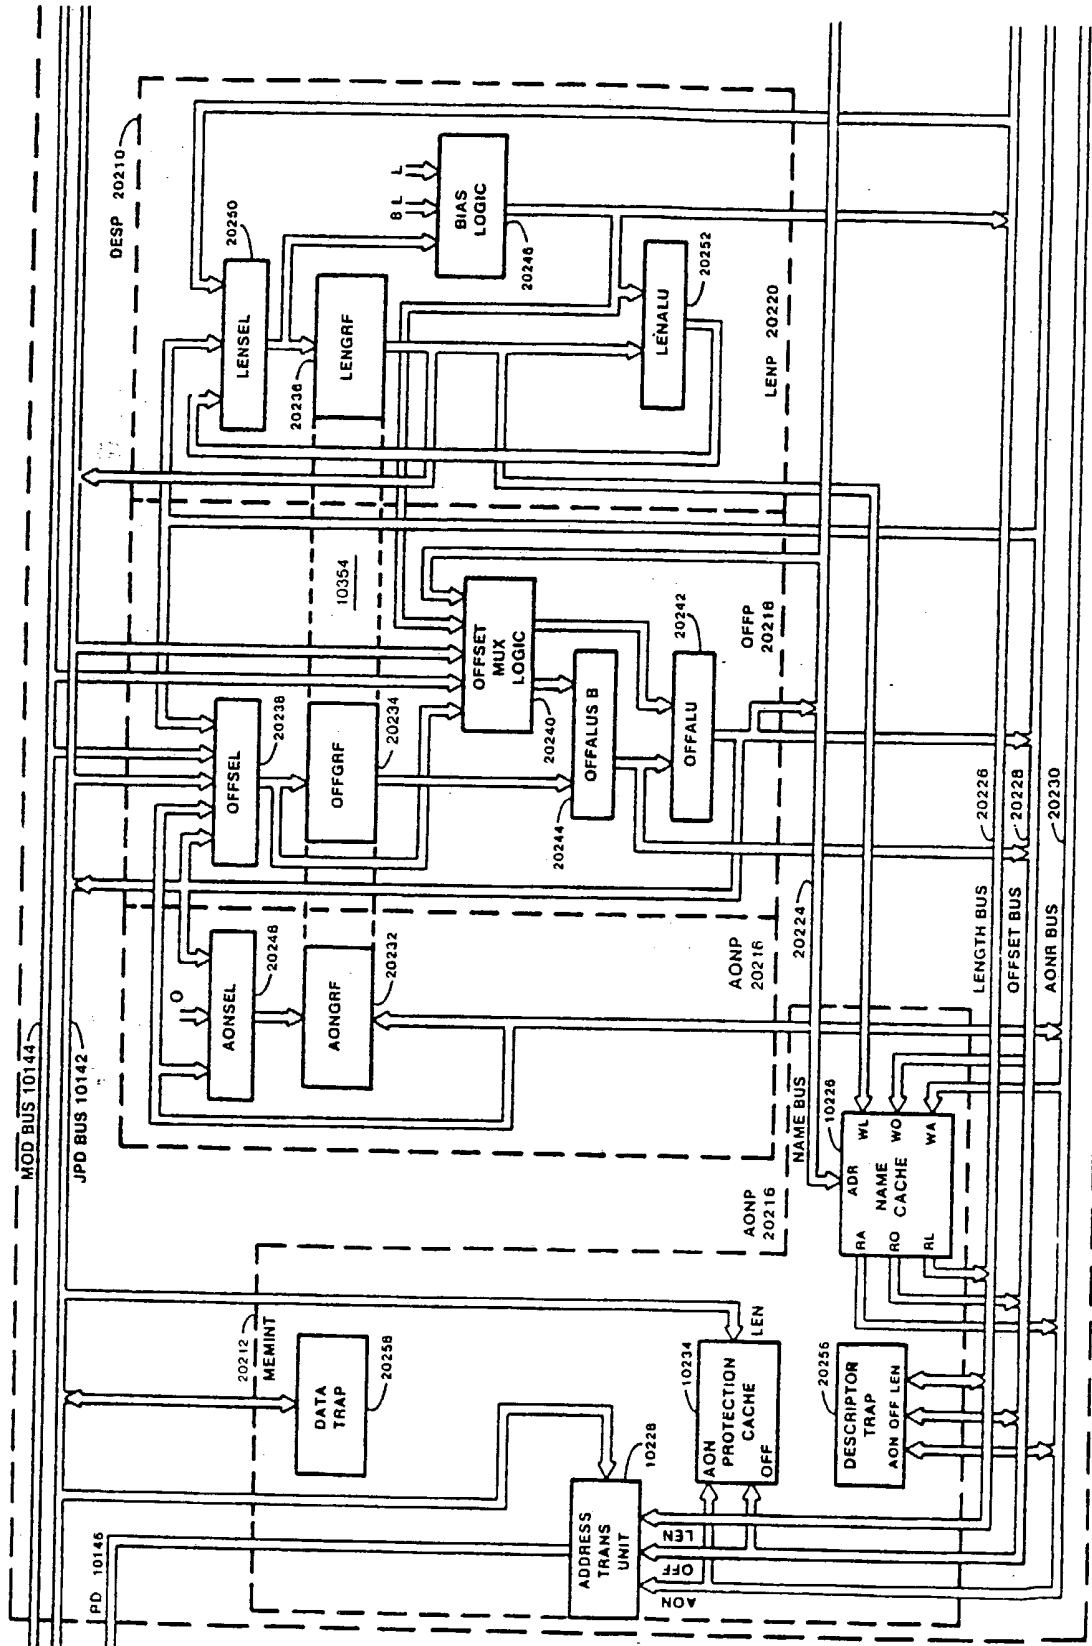 MOD BUS 10144
JPD BUS 10142
PD 10146
DESP 20210
LENSEL
20250
20236
LENGRF
B L
L
BIAS
LOGIC
20246
LENALU
20252
LENP 20220
OFFSEL
20238
OFFGRF
20234
10354
OFFSET
MUX
LOGIC
20240
OFFALUS B
20244
OFFALU
20242
OFFP
20218
AONSEL
20248
O
AONGRF
20232
AONP
20216
AONP
20216
NAME BUS
20224
LENGTH BUS
20226
OFFSET BUS
20228
AONR BUS
20230
10226
ADR
NAME
CACHE
WL
WO
WA
RA
RO
RL
20212
MEMINT
DATA
TRAP
20258
10234
AON
PROTECTION
CACHE
OFF
LEN
20256
DESCRIPTOR
TRAP
AON OFF LEN
10228
ADDRESS
TRANS
UNIT
AON
OFF
LEN